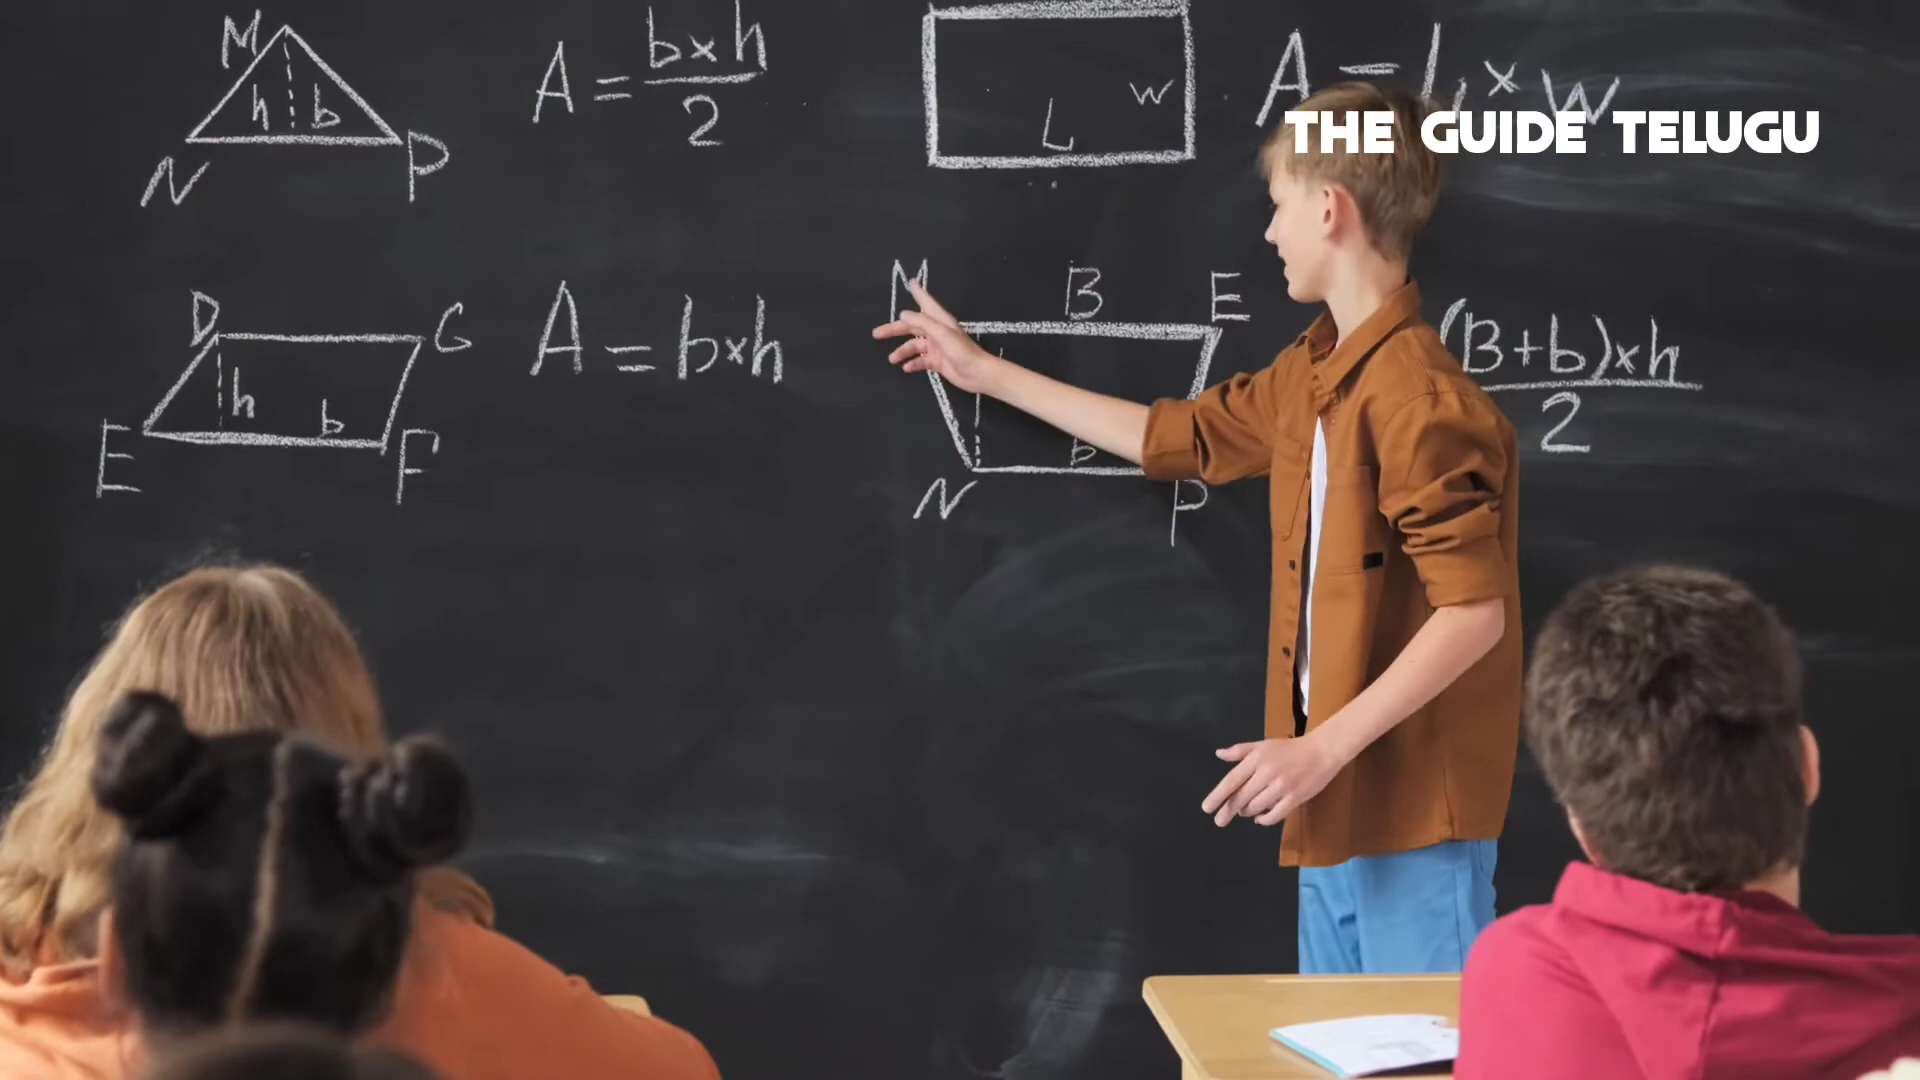 M
h b
N P
A = b×h
2
W
L
A = L × W
THE GUIDE TELUGU
D G
h b
E F
A = b×h
M B E
b
N P
(B+b)×h
2